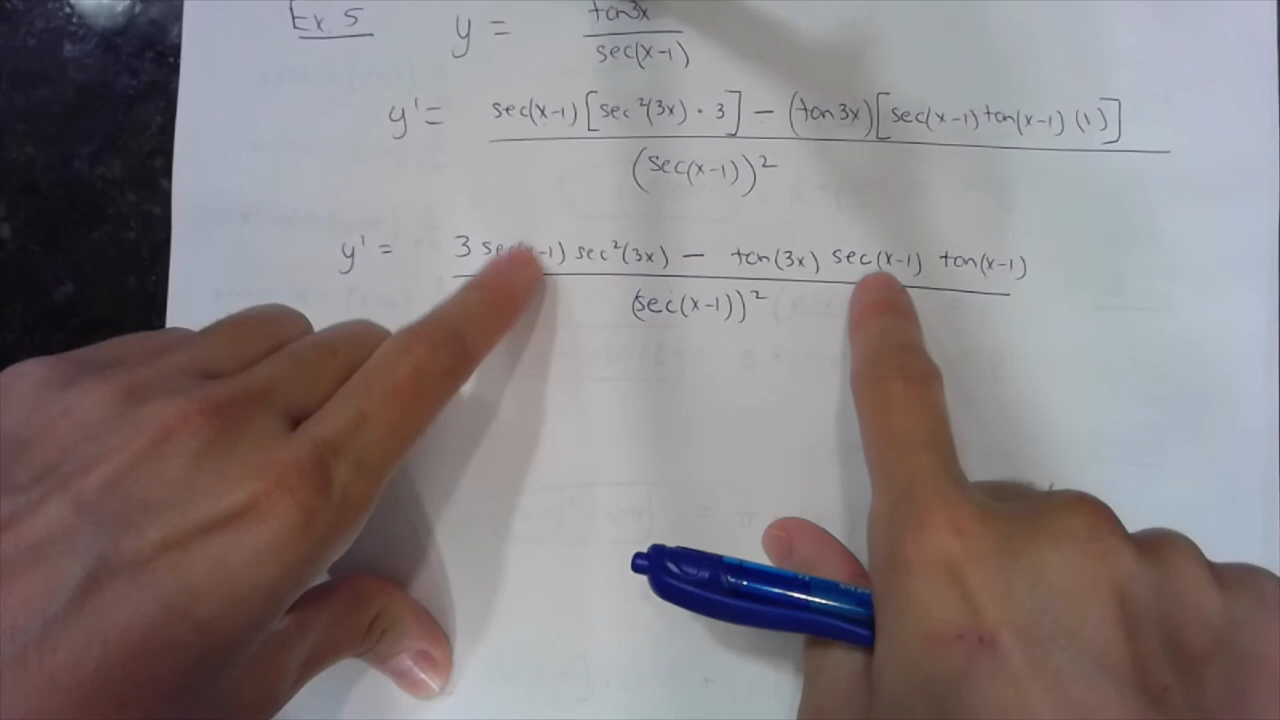 Ex. 5 y = tan3x / sec(x-1)
y' = sec(x-1)[sec²(3x) · 3] - (tan3x)[sec(x-1)tan(x-1)(1)] / (sec(x-1))²
y' = 3 sec(x-1) sec²(3x) - tan(3x) sec(x-1) tan(x-1) / (sec(x-1))²